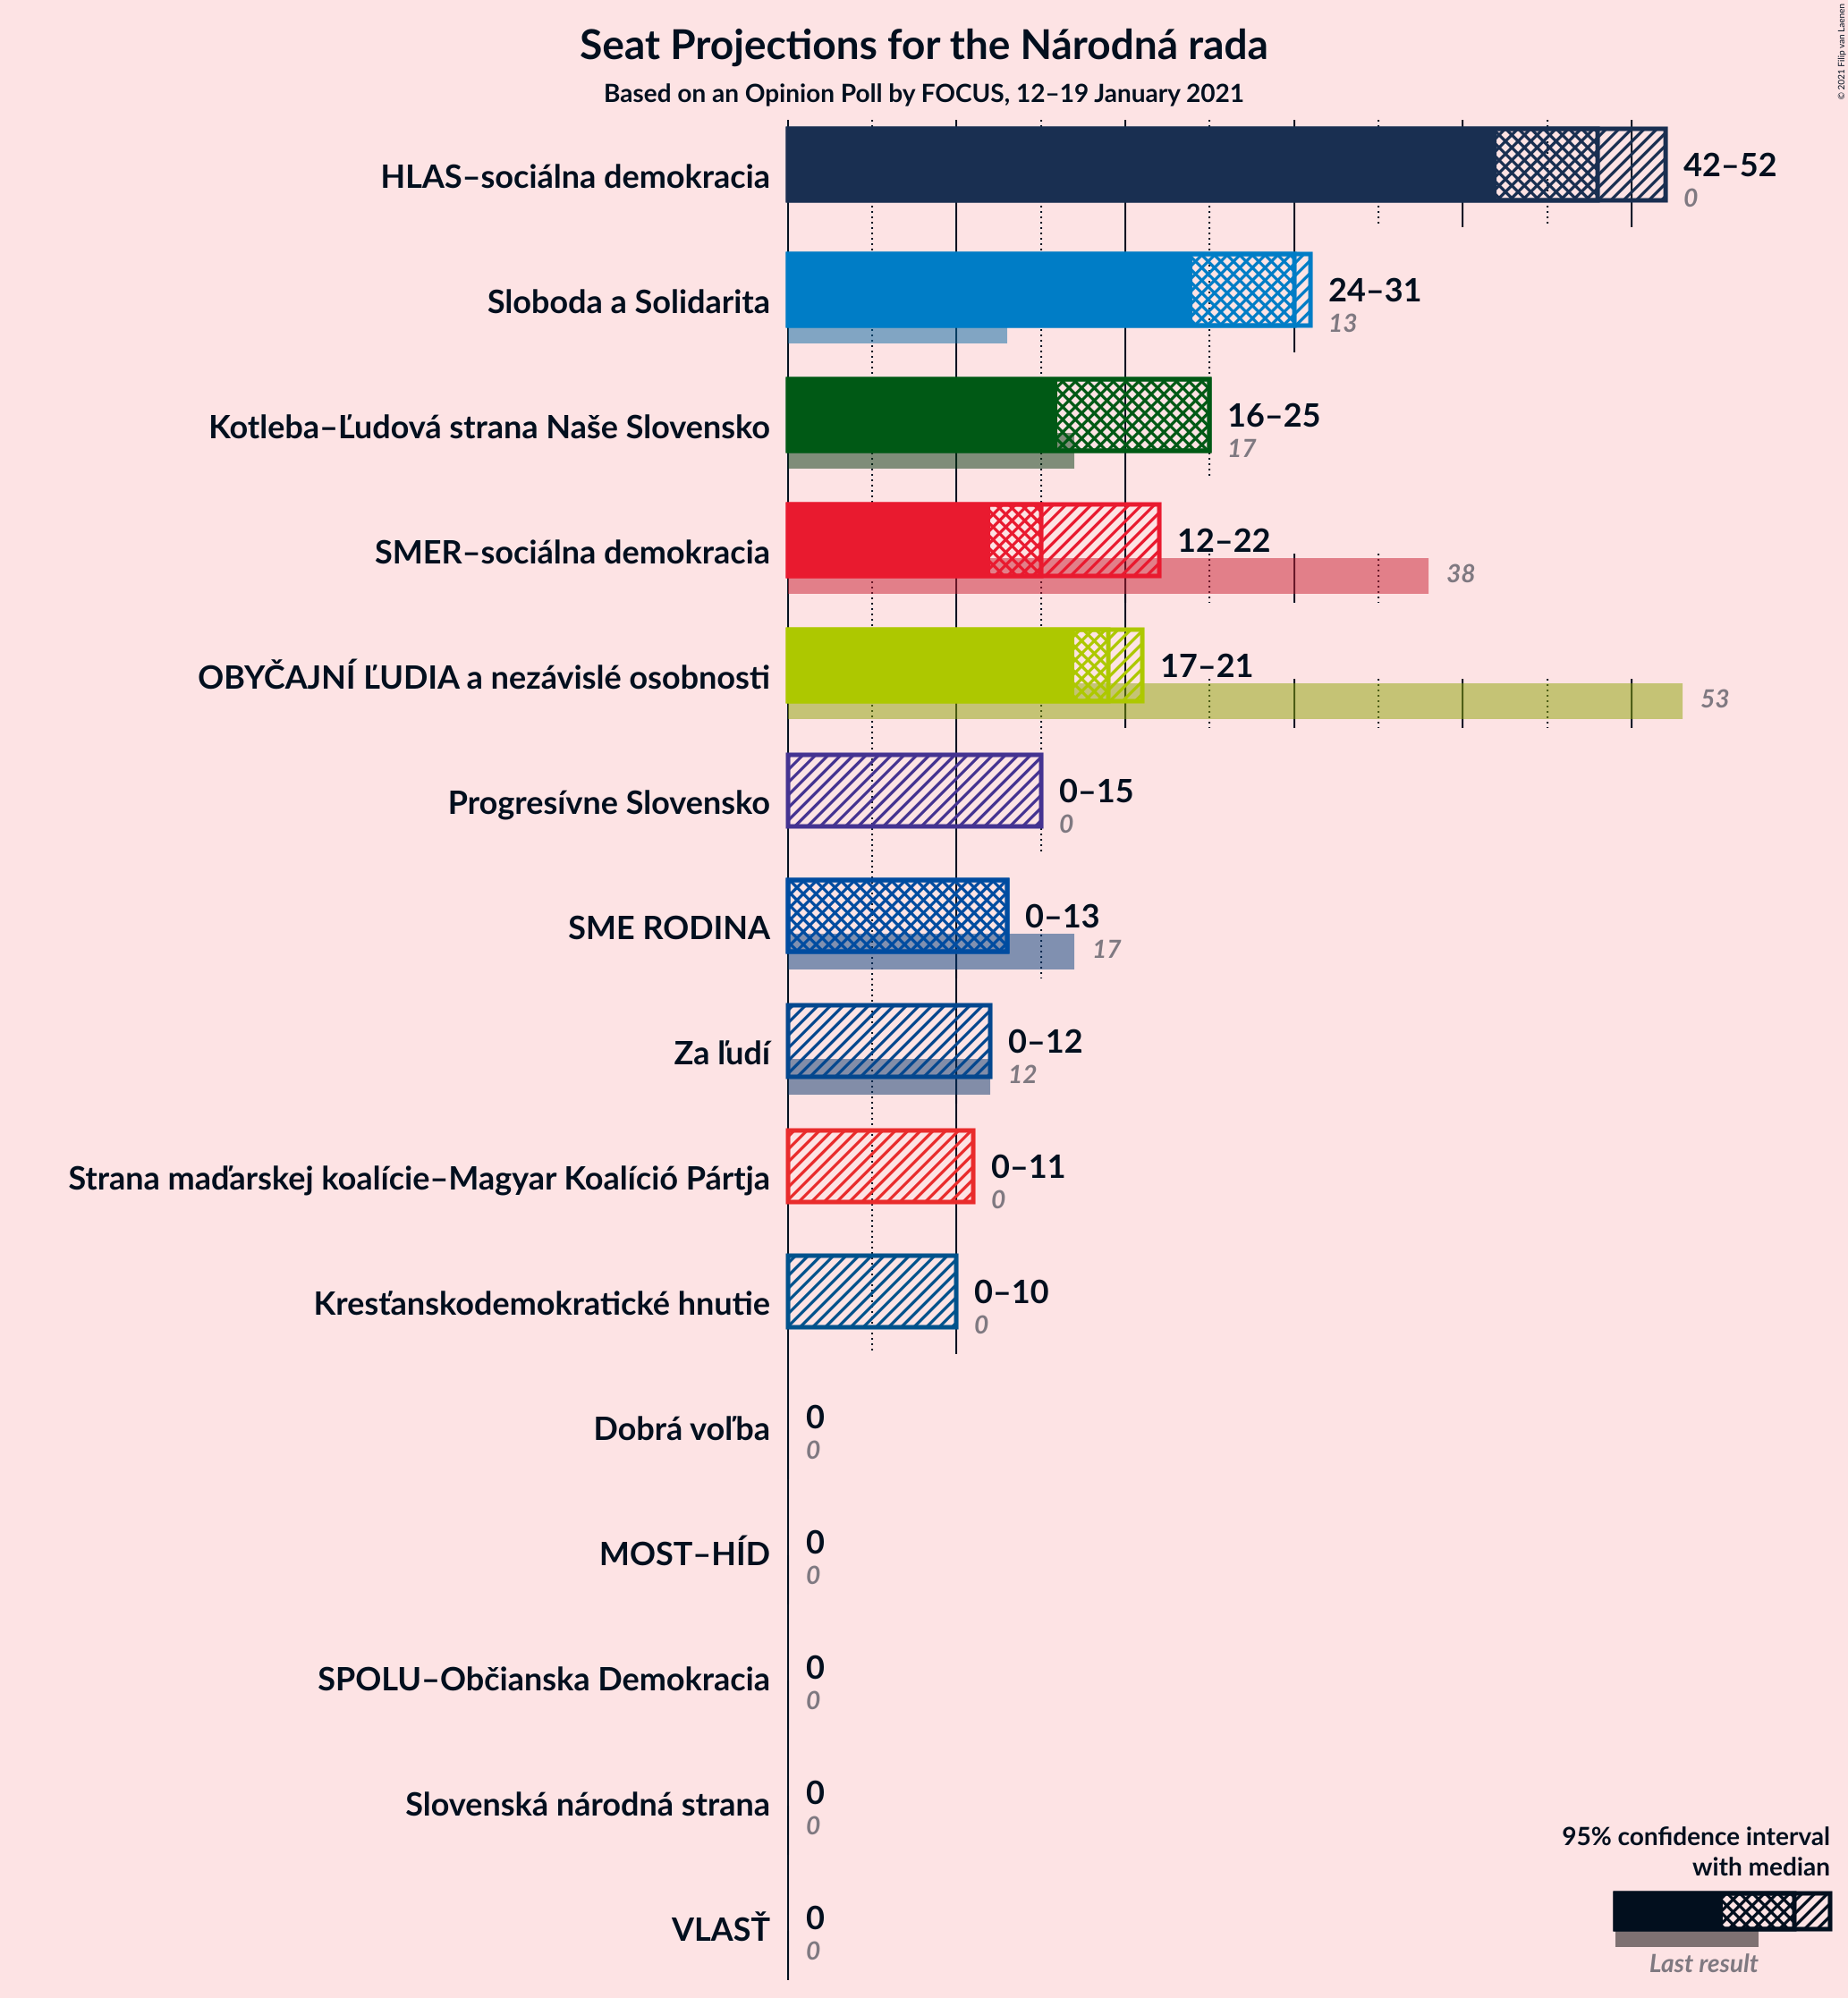 Seat Projections for the Národná rada
Based on an Opinion Poll by FOCUS, 12–19 January 2021
© 2021 Filip van Laenen
HLAS–sociálna demokracia
42–52
0
Sloboda a Solidarita
24–31
13
Kotleba–Ľudová strana Naše Slovensko
16–25
17
SMER–sociálna demokracia
12–22
38
OBYČAJNÍ ĽUDIA a nezávislé osobnosti
17–21
53
Progresívne Slovensko
0–15
0
SME RODINA
0–13
17
Za ľudí
0–12
12
Strana maďarskej koalície–Magyar Koalíció Pártja
0–11
0
Kresťanskodemokratické hnutie
0–10
0
Dobrá voľba
0
0
MOST–HÍD
0
0
SPOLU–Občianska Demokracia
0
0
Slovenská národná strana
0
0
VLASŤ
0
0
95% confidence interval
with median
Last result